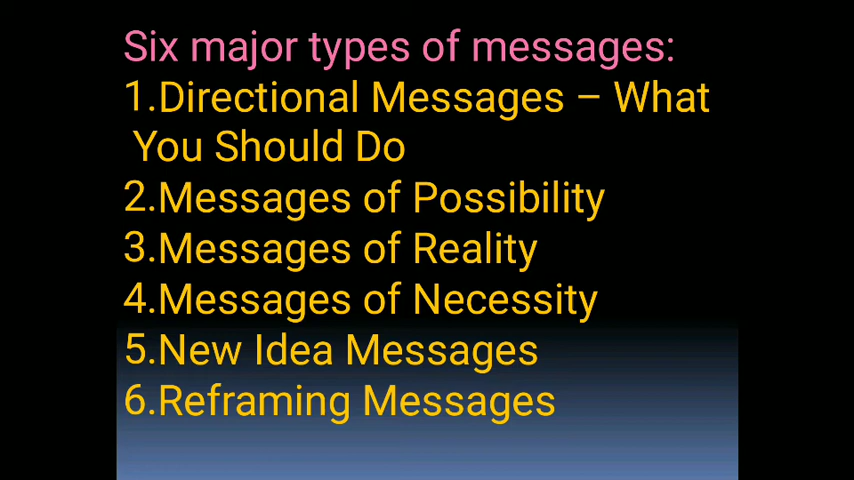 Six major types of messages:
1.Directional Messages – What
You Should Do
2.Messages of Possibility
3.Messages of Reality
4.Messages of Necessity
5.New Idea Messages
6.Reframing Messages